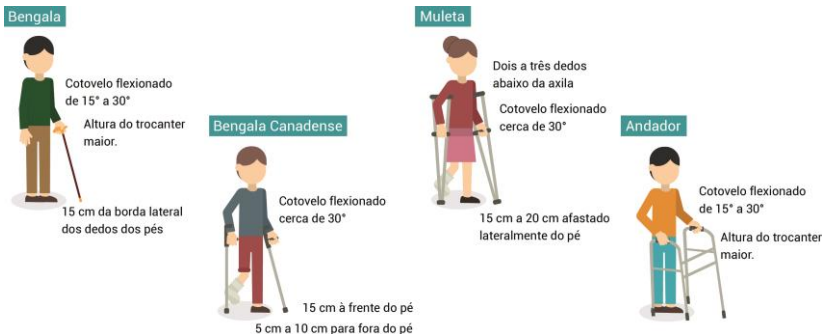 Bengala
Cotovelo flexionado
de 15° a 30°
Altura do trocanter
maior.
15 cm da borda lateral
dos dedos dos pés
Bengala Canadense
Cotovelo flexionado
cerca de 30°
15 cm à frente do pé
5 cm a 10 cm para fora do pé
Muleta
Dois a três dedos
abaixo da axila
Cotovelo flexionado
cerca de 30°
15 cm a 20 cm afastado
lateralmente do pé
Andador
Cotovelo flexionado
de 15° a 30°
Altura do trocanter
maior.